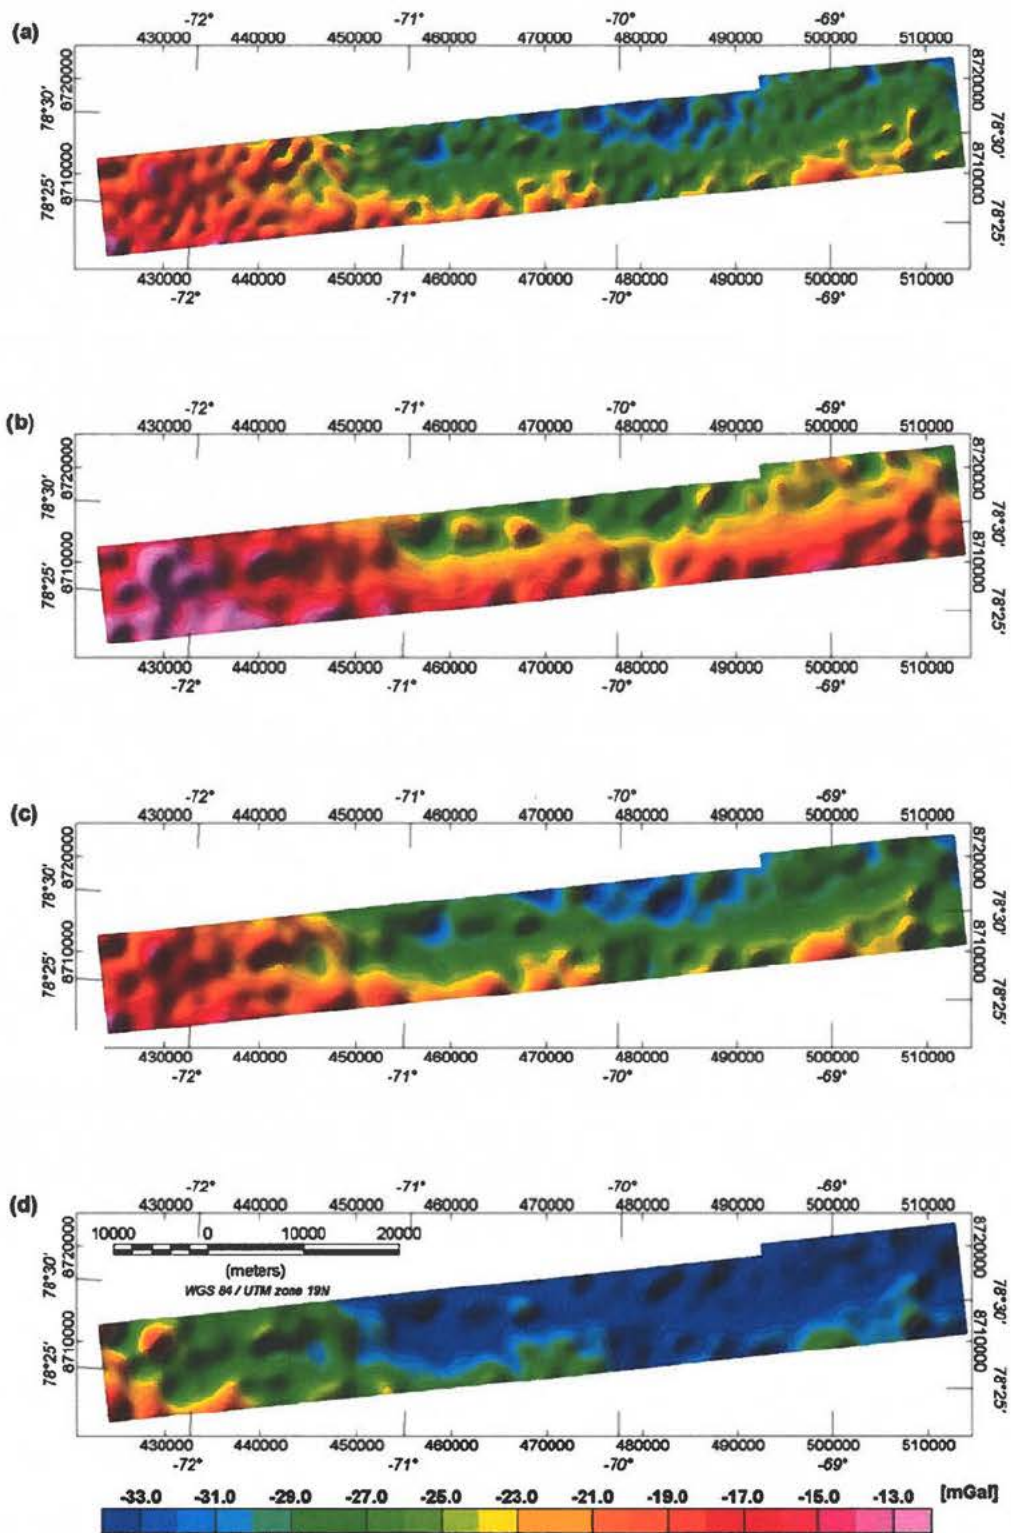 (a)
-72° -71° -70° -69°
430000 440000 450000 460000 470000 480000 490000 500000 510000
8720000 8720000
78°30' 78°30'
8710000 8710000
78°25' 78°25'
430000 440000 450000 460000 470000 480000 490000 500000 510000
-72° -71° -70° -69°
(b)
-72° -71° -70° -69°
430000 440000 450000 460000 470000 480000 490000 500000 510000
8720000 8720000
78°30' 78°30'
8710000 8710000
78°25' 78°25'
430000 440000 450000 460000 470000 480000 490000 500000 510000
-72° -71° -70° -69°
(c)
-72° -71° -70° -69°
430000 440000 450000 460000 470000 480000 490000 500000 510000
8720000 8720000
78°30' 78°30'
8710000 8710000
78°25' 78°25'
430000 440000 450000 460000 470000 480000 490000 500000 510000
-72° -71° -70° -69°
(d)
-72° -71° -70° -69°
430000 440000 450000 460000 470000 480000 490000 500000 510000
10000 0 10000 20000
(meters)
WGS 84 / UTM zone 19N
8720000 8720000
78°30' 78°30'
8710000 8710000
78°25' 78°25'
430000 440000 450000 460000 470000 480000 490000 500000 510000
-72° -71° -70° -69°
-33.0 -31.0 -29.0 -27.0 -25.0 -23.0 -21.0 -19.0 -17.0 -15.0 -13.0 [mGal]